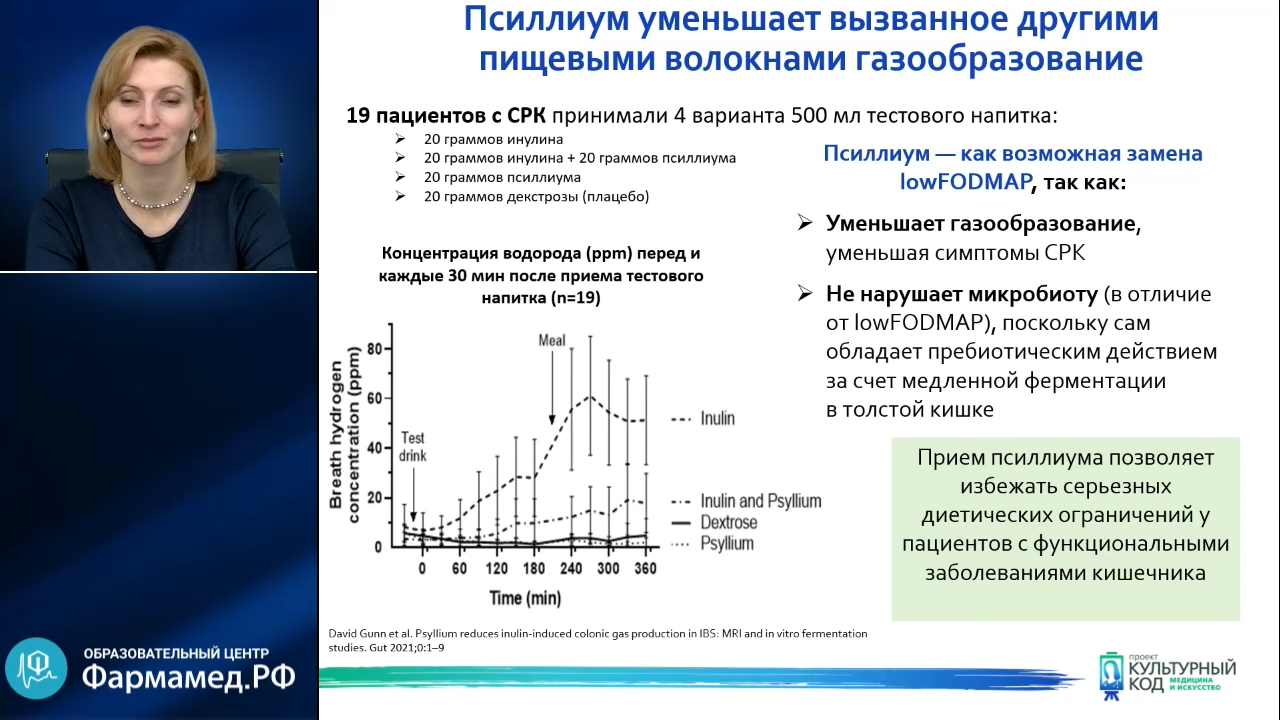 Псиллиум уменьшает вызванное другими
пищевыми волокнами газообразование
19 пациентов с СРК принимали 4 варианта 500 мл тестового напитка:
20 граммов инулина
20 граммов инулина + 20 граммов псиллиума
20 граммов псиллиума
20 граммов декстрозы (плацебо)
Концентрация водорода (ppm) перед и
каждые 30 мин после приема тестового
напитка (n=19)
Breath hydrogen
concentration (ppm)
80
60
40
20
0
Test
drink
Meal
Inulin
Inulin and Psyllium
Dextrose
Psyllium
0 60 120 180 240 300 360
Time (min)
Псиллиум — как возможная замена
lowFODMAP, так как:
Уменьшает газообразование,
уменьшая симптомы СРК
Не нарушает микробиоту (в отличие
от lowFODMAP), поскольку сам
обладает пребиотическим действием
за счет медленной ферментации
в толстой кишке
Прием псиллиума позволяет
избежать серьезных
диетических ограничений у
пациентов с функциональными
заболеваниями кишечника
David Gunn et al. Psyllium reduces inulin-induced colonic gas production in IBS: MRI and in vitro fermentation
studies. Gut 2021;0:1–9
ОБРАЗОВАТЕЛЬНЫЙ ЦЕНТР
Фармамед.РФ
проект
КУЛЬТУРНЫЙ
КОД
МЕДИЦИНА
И ИСКУССТВО